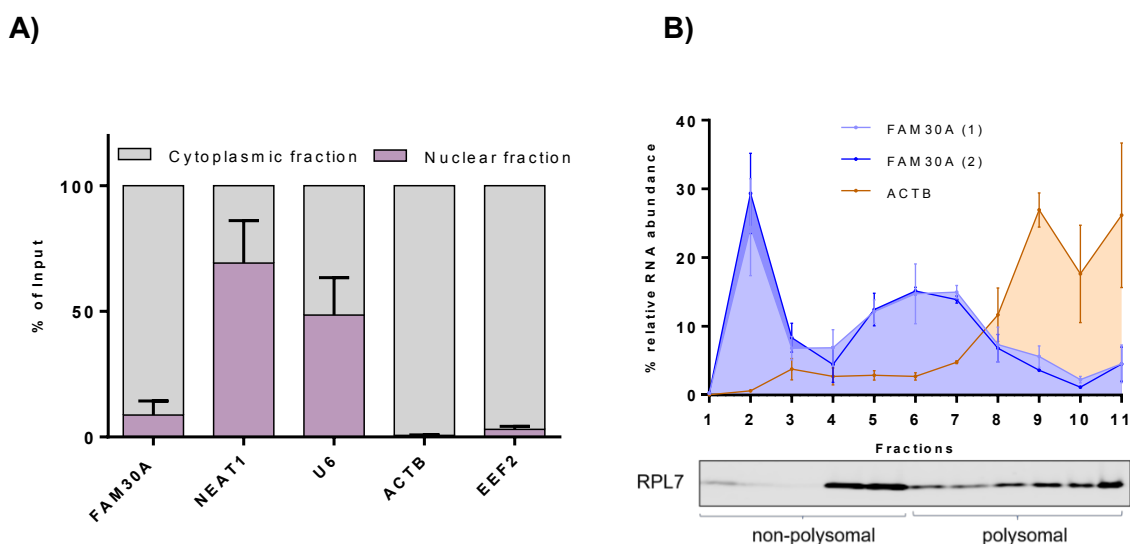 A)
% of Input
100
50
0
Cytoplasmic fraction
Nuclear fraction
FAM30A
NEAT1
U6
ACTB
EEF2
B)
% relative RNA abundance
40
30
20
10
0
FAM30A (1)
FAM30A (2)
ACTB
1 2 3 4 5 6 7 8 9 10 11
Fractions
RPL7
non-polysomal
polysomal